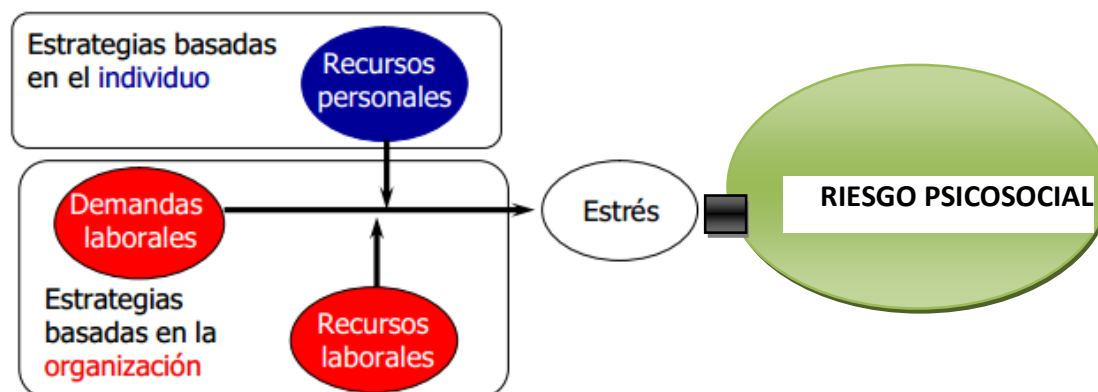 Estrategias basadas
en el individuo
Recursos
personales
Demandas
laborales
Estrategias
basadas en la
organización
Recursos
laborales
Estrés
RIESGO PSICOSOCIAL